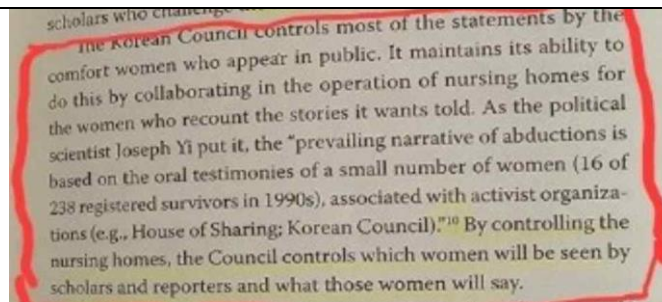 scholars who challenge
The Korean Council controls most of the statements by the
comfort women who appear in public. It maintains its ability to
do this by collaborating in the operation of nursing homes for
the women who recount the stories it wants told. As the political
scientist Joseph Yi put it, the “prevailing narrative of abductions is
based on the oral testimonies of a small number of women (16 of
238 registered survivors in 1990s), associated with activist organiza-
tions (e.g., House of Sharing; Korean Council).”10 By controlling the
nursing homes, the Council controls which women will be seen by
scholars and reporters and what those women will say.